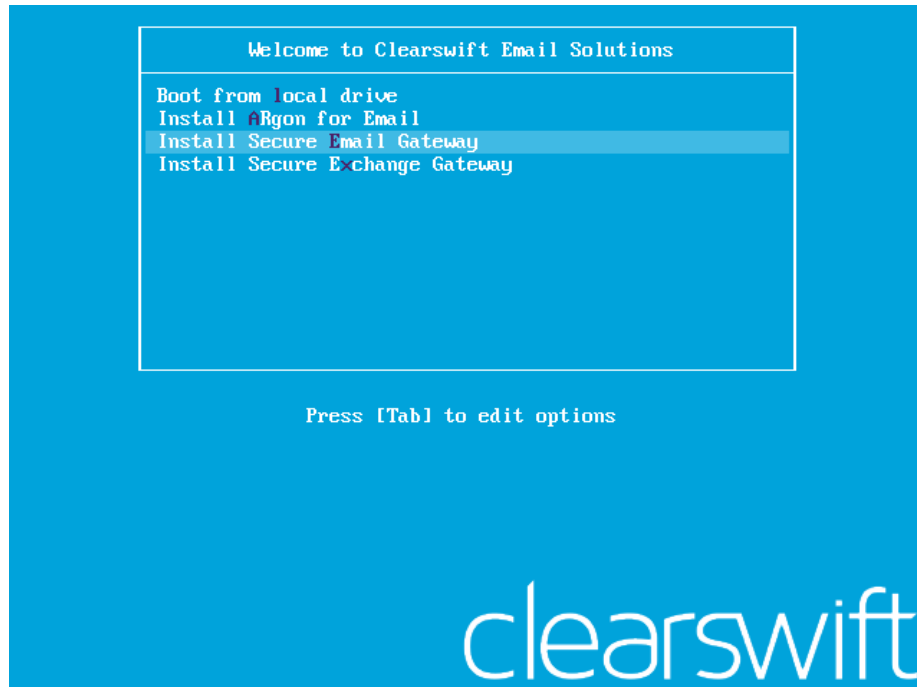 Welcome to Clearswift Email Solutions
Boot from local drive
Install ARgon for Email
Install Secure Email Gateway
Install Secure Exchange Gateway
Press [Tab] to edit options
clearswift